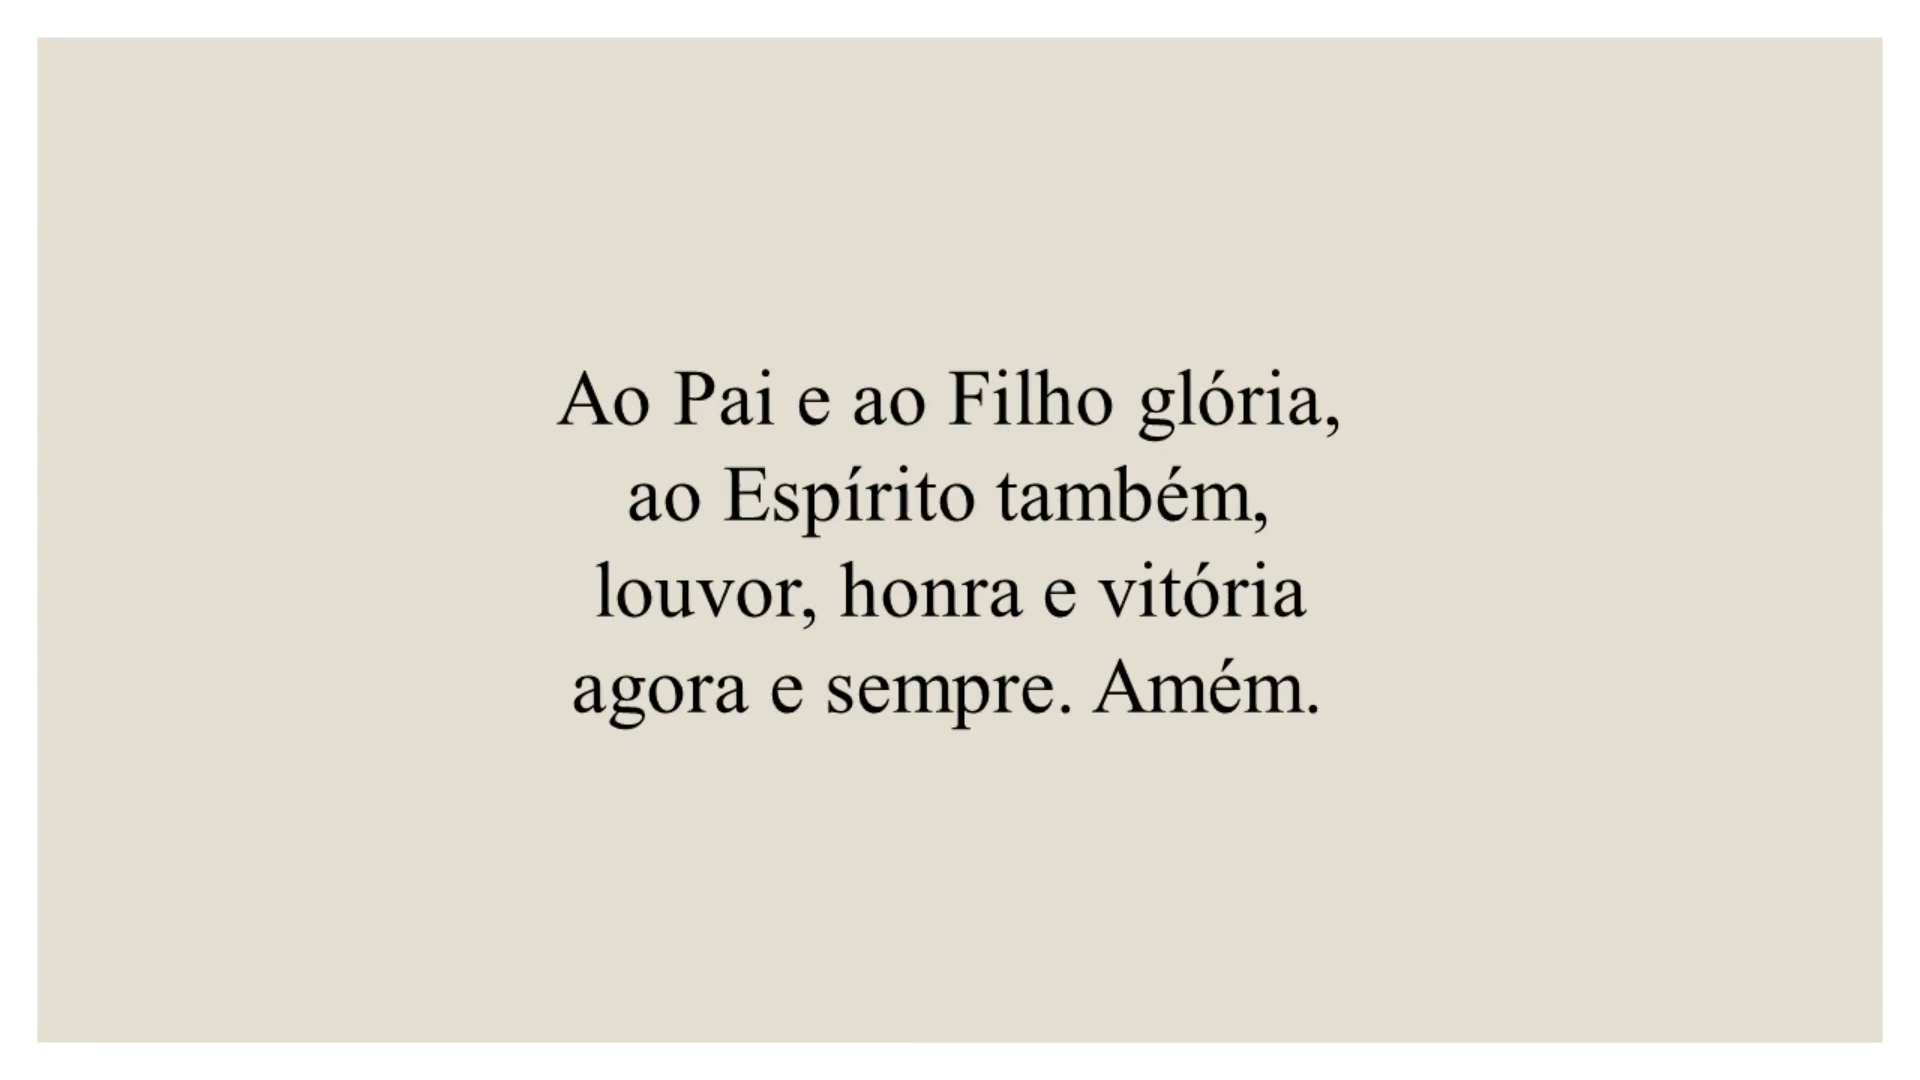 Ao Pai e ao Filho glória,
ao Espírito também,
louvor, honra e vitória
agora e sempre. Amém.